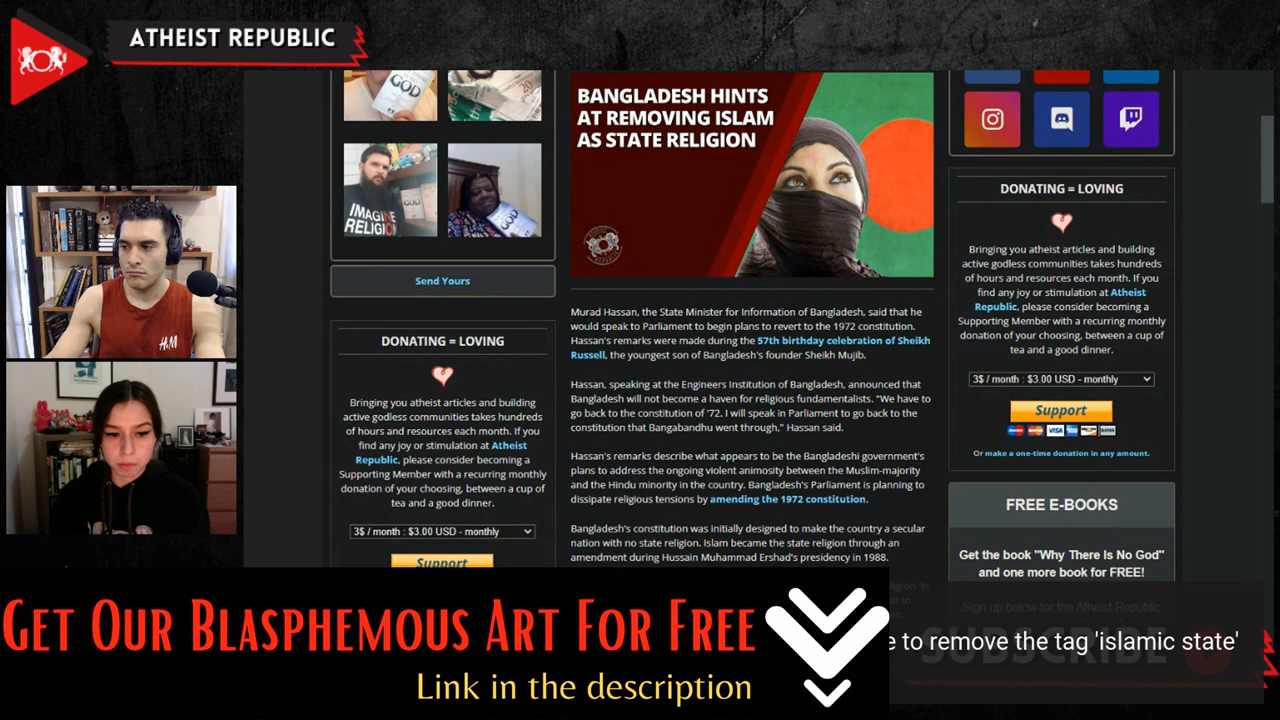 ATHEIST REPUBLIC
GOD
GOD
20
IMAGINE
RELIGION
GOD
Send Yours
DONATING = LOVING
Bringing you atheist articles and building
active godless communities takes hundreds
of hours and resources each month. If you
find any joy or stimulation at Atheist
Republic, please consider becoming a
Supporting Member with a recurring monthly
donation of your choosing, between a cup of
tea and a good dinner.
3$ / month : $3.00 USD - monthly
Support
BANGLADESH HINTS
AT REMOVING ISLAM
AS STATE RELIGION
Murad Hassan, the State Minister for Information of Bangladesh, said that he
would speak to Parliament to begin plans to revert to the 1972 constitution.
Hassan's remarks were made during the 57th birthday celebration of Sheikh
Russell, the youngest son of Bangladesh's founder Sheikh Mujib.
Hassan, speaking at the Engineers Institution of Bangladesh, announced that
Bangladesh will not become a haven for religious fundamentalists. "We have to
go back to the constitution of '72. I will speak in Parliament to go back to the
constitution that Bangabandhu went through," Hassan said.
Hassan's remarks describe what appears to be the Bangladeshi government's
plans to address the ongoing violent animosity between the Muslim-majority
and the Hindu minority in the country. Bangladesh's Parliament is planning to
dissipate religious tensions by amending the 1972 constitution.
Bangladesh's constitution was initially designed to make the country a secular
nation with no state religion. Islam became the state religion through an
amendment during Hussain Muhammad Ershad's presidency in 1988.
DONATING = LOVING
Bringing you atheist articles and building
active godless communities takes hundreds
of hours and resources each month. If you
find any joy or stimulation at Atheist
Republic, please consider becoming a
Supporting Member with a recurring monthly
donation of your choosing, between a cup of
tea and a good dinner.
3$ / month : $3.00 USD - monthly
Support
VISA
BANK
Or make a one-time donation in any amount.
FREE E-BOOKS
Get the book "Why There Is No God"
and one more book for FREE!
Sign up below for the Atheist Republic
H&M
e to remove the tag 'islamic state'
SUBSCRIBE
GET OUR BLASPHEMOUS ART FOR FREE
Link in the description